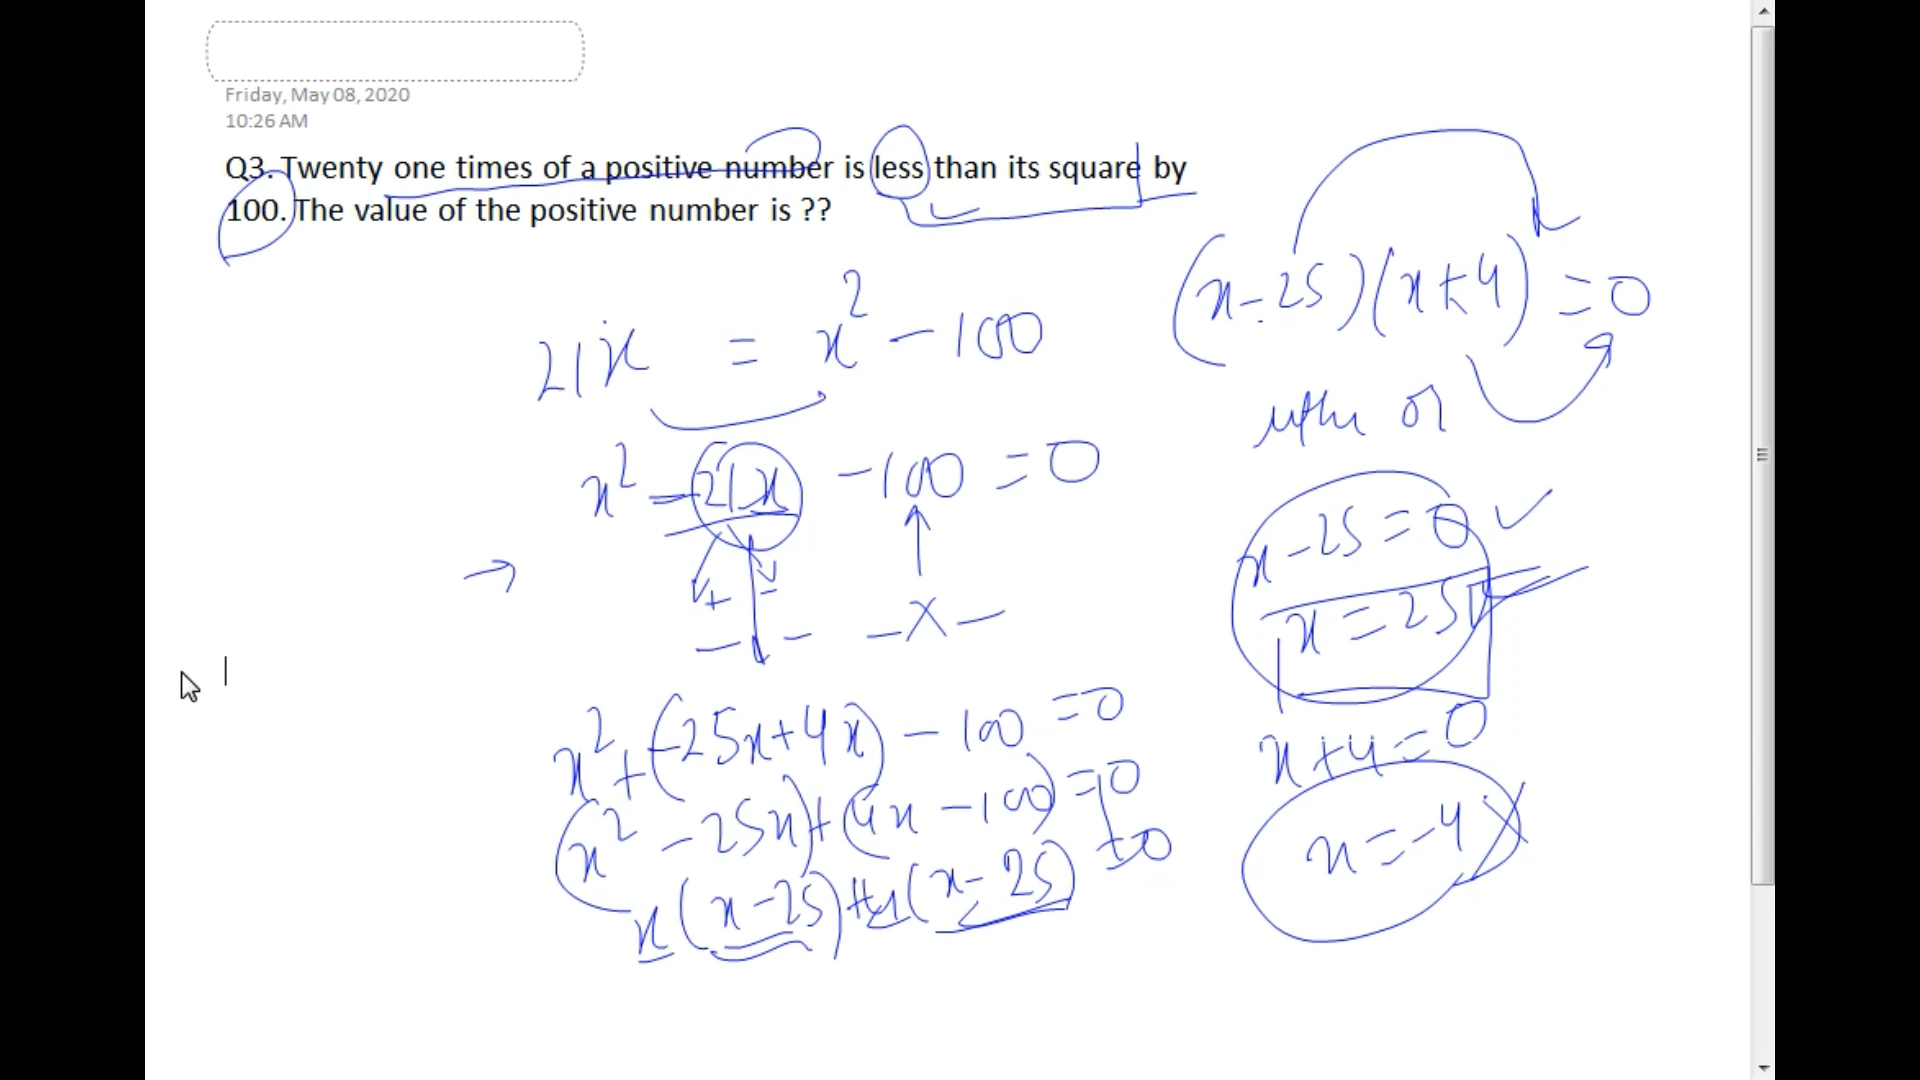 Friday, May 08, 2020
10:26 AM
Q3. Twenty one times of a positive number is less than its square by
100. The value of the positive number is ??
21x = x² - 100
x² - 21x - 100 = 0
+ -
- - - X -
x² + (-25x+4x) - 100 = 0
(x² - 25x) + (4x - 100) = 0
x (x - 25) + 4 (x - 25) = 0
(x - 25) (x + 4) = 0
either or
x - 25 = 0 ✓
x = 25
x + 4 = 0
x = -4 X